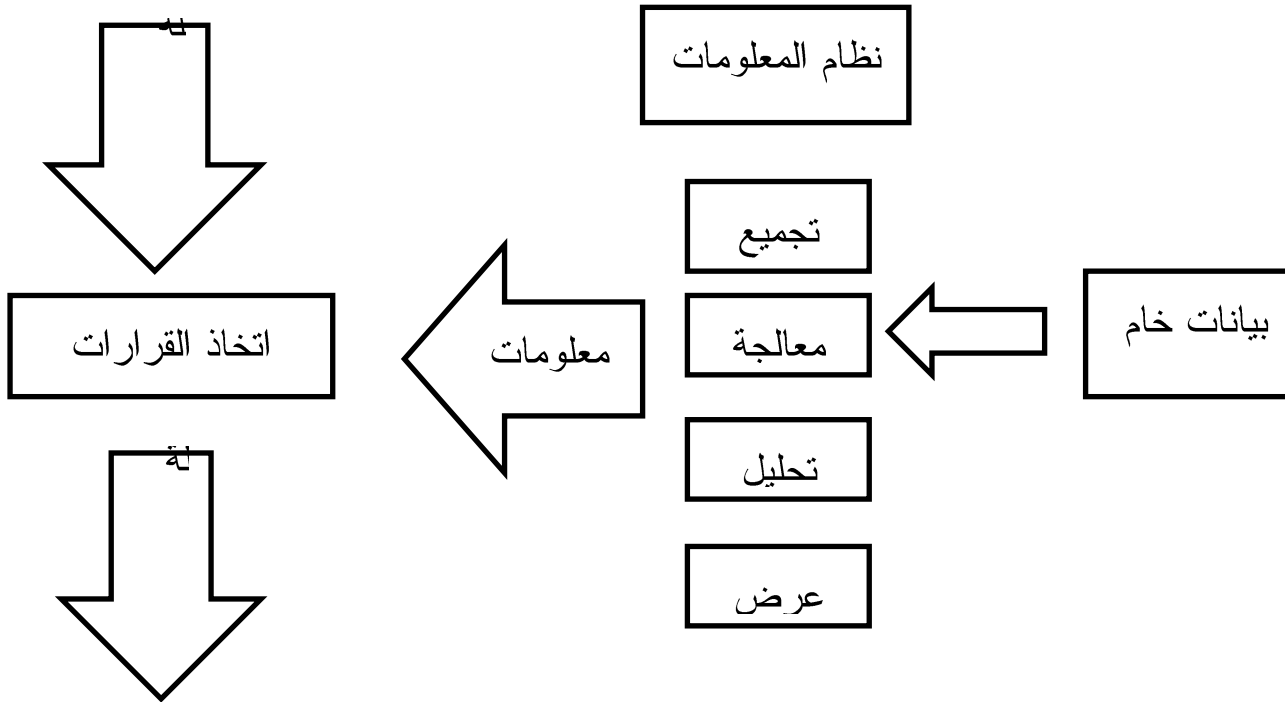 نظام المعلومات
بيانات خام
تجميع
معالجة
تحليل
عرض
معلومات
اتخاذ القرارات